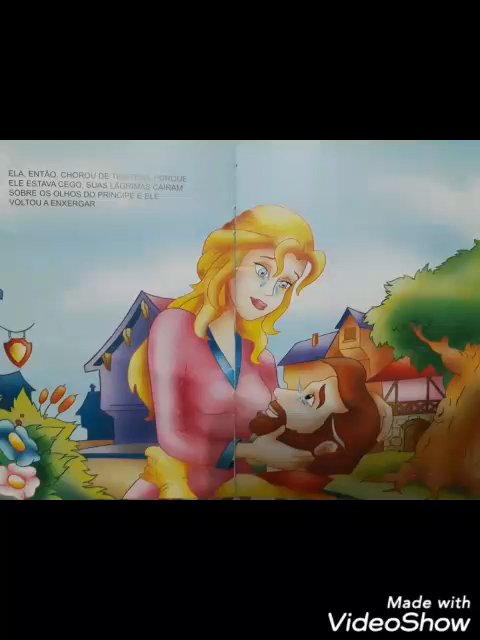 ELA, ENTÃO, CHOROU DE TRISTEZA, PORQUE
ELE ESTAVA CEGO. SUAS LÁGRIMAS CAÍRAM
SOBRE OS OLHOS DO PRÍNCIPE E ELE
VOLTOU A ENXERGAR
Made with
VideoShow